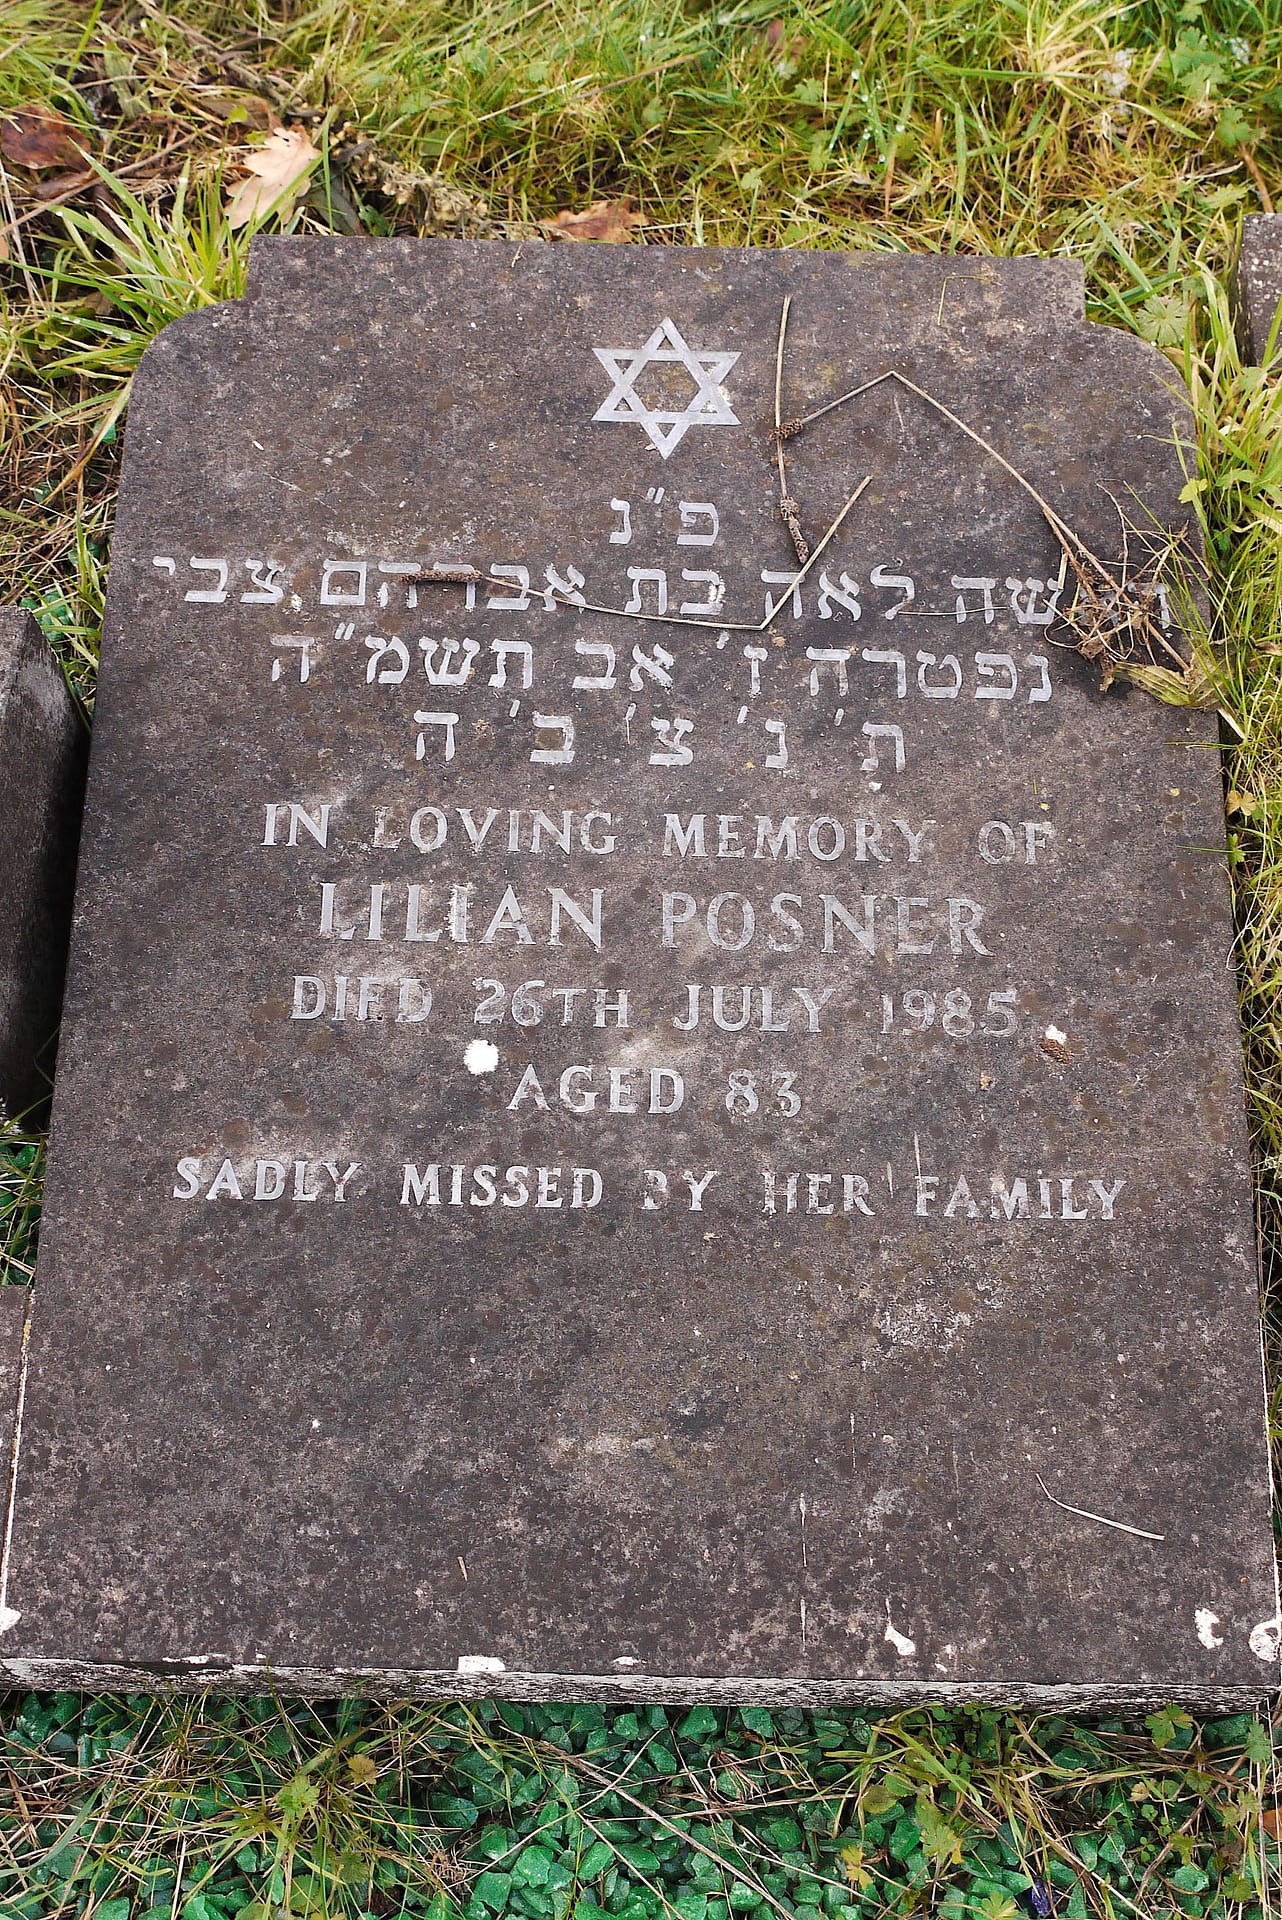 פ"נ
לאה בת אברהם צבי
נפטרה ז' אב תשמ"ה
ת' נ' צ' ב' ה
IN LOVING MEMORY OF
LILIAN POSNER
DIED 26TH JULY 1985
AGED 83
SADLY MISSED BY HER FAMILY